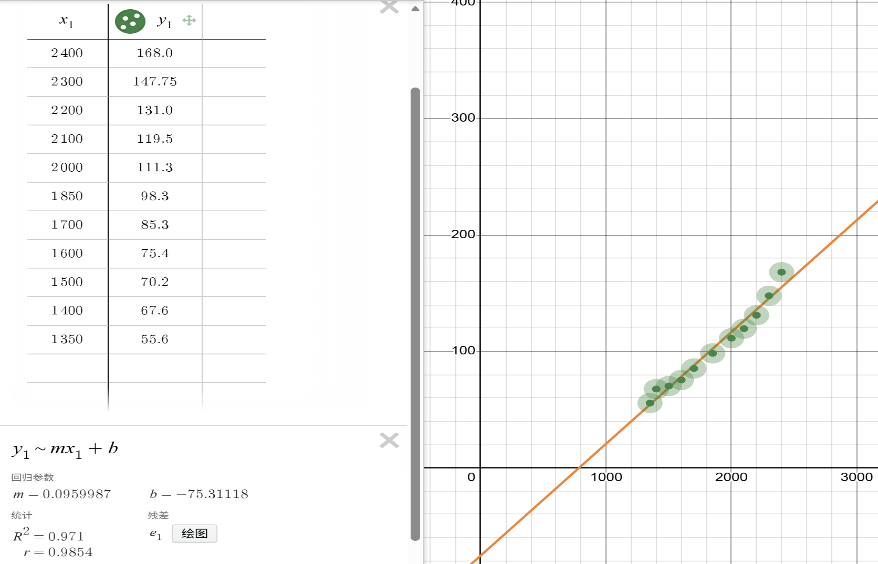 x₁ y₁
2400 168.0
2300 147.75
2200 131.0
2100 119.5
2000 111.3
1850 98.3
1700 85.3
1600 75.4
1500 70.2
1400 67.6
1350 55.6
y₁ ~ mx₁ + b
回归参数
m = 0.0959987 b = −75.31118
统计 残差
R² = 0.971 e₁ 绘图
r = 0.9854
400
300
200
100
0 1000 2000 3000